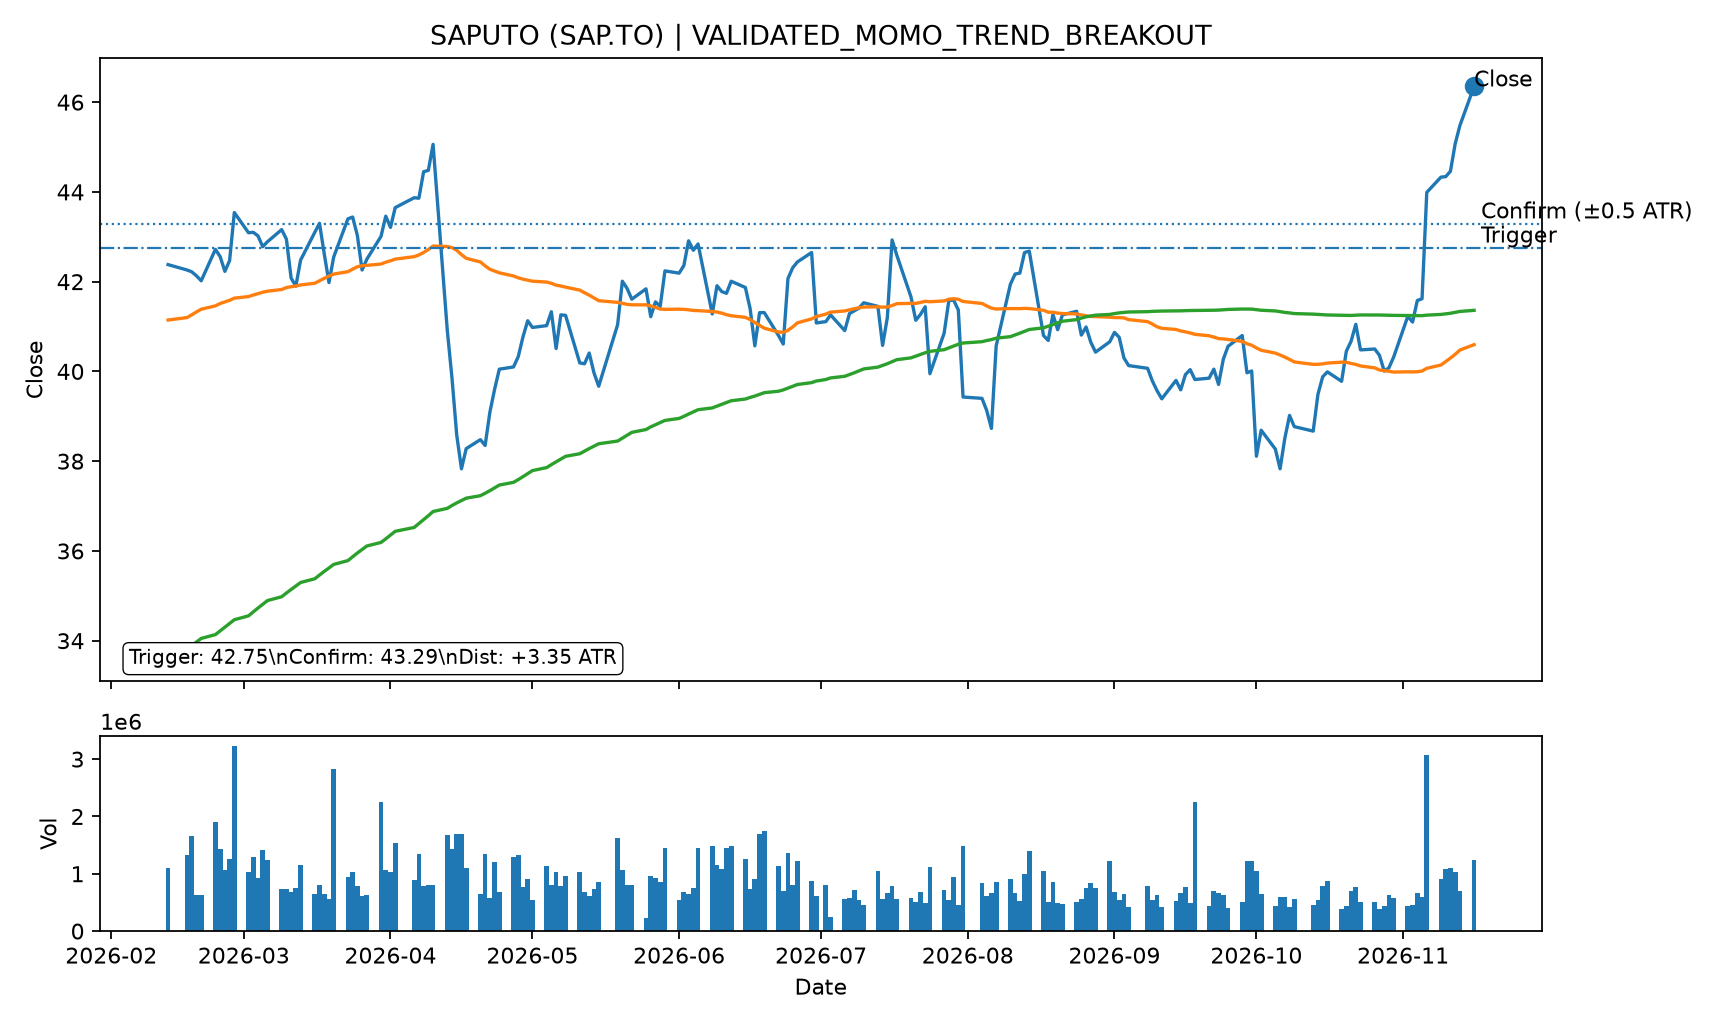 SAPUTO (SAP.TO) | VALIDATED_MOMO_TREND_BREAKOUT
Close
46
44
42
40
38
36
34
Close
Confirm (±0.5 ATR)
Trigger
Trigger: 42.75\nConfirm: 43.29\nDist: +3.35 ATR
1e6
Vol
3
2
1
0
2026-02 2026-03 2026-04 2026-05 2026-06 2026-07 2026-08 2026-09 2026-10 2026-11
Date